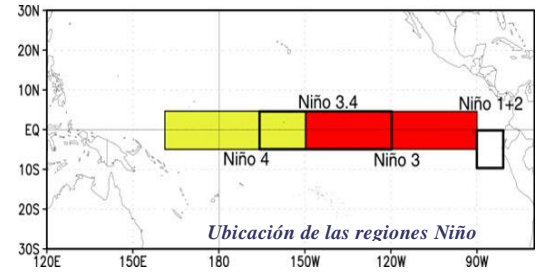 30N
20N
10N
Niño 3.4
Niño 1+2
EQ
Niño 4
Niño 3
10S
20S
Ubicación de las regiones Niño
30S
120E 150E 180 150W 120W 90W